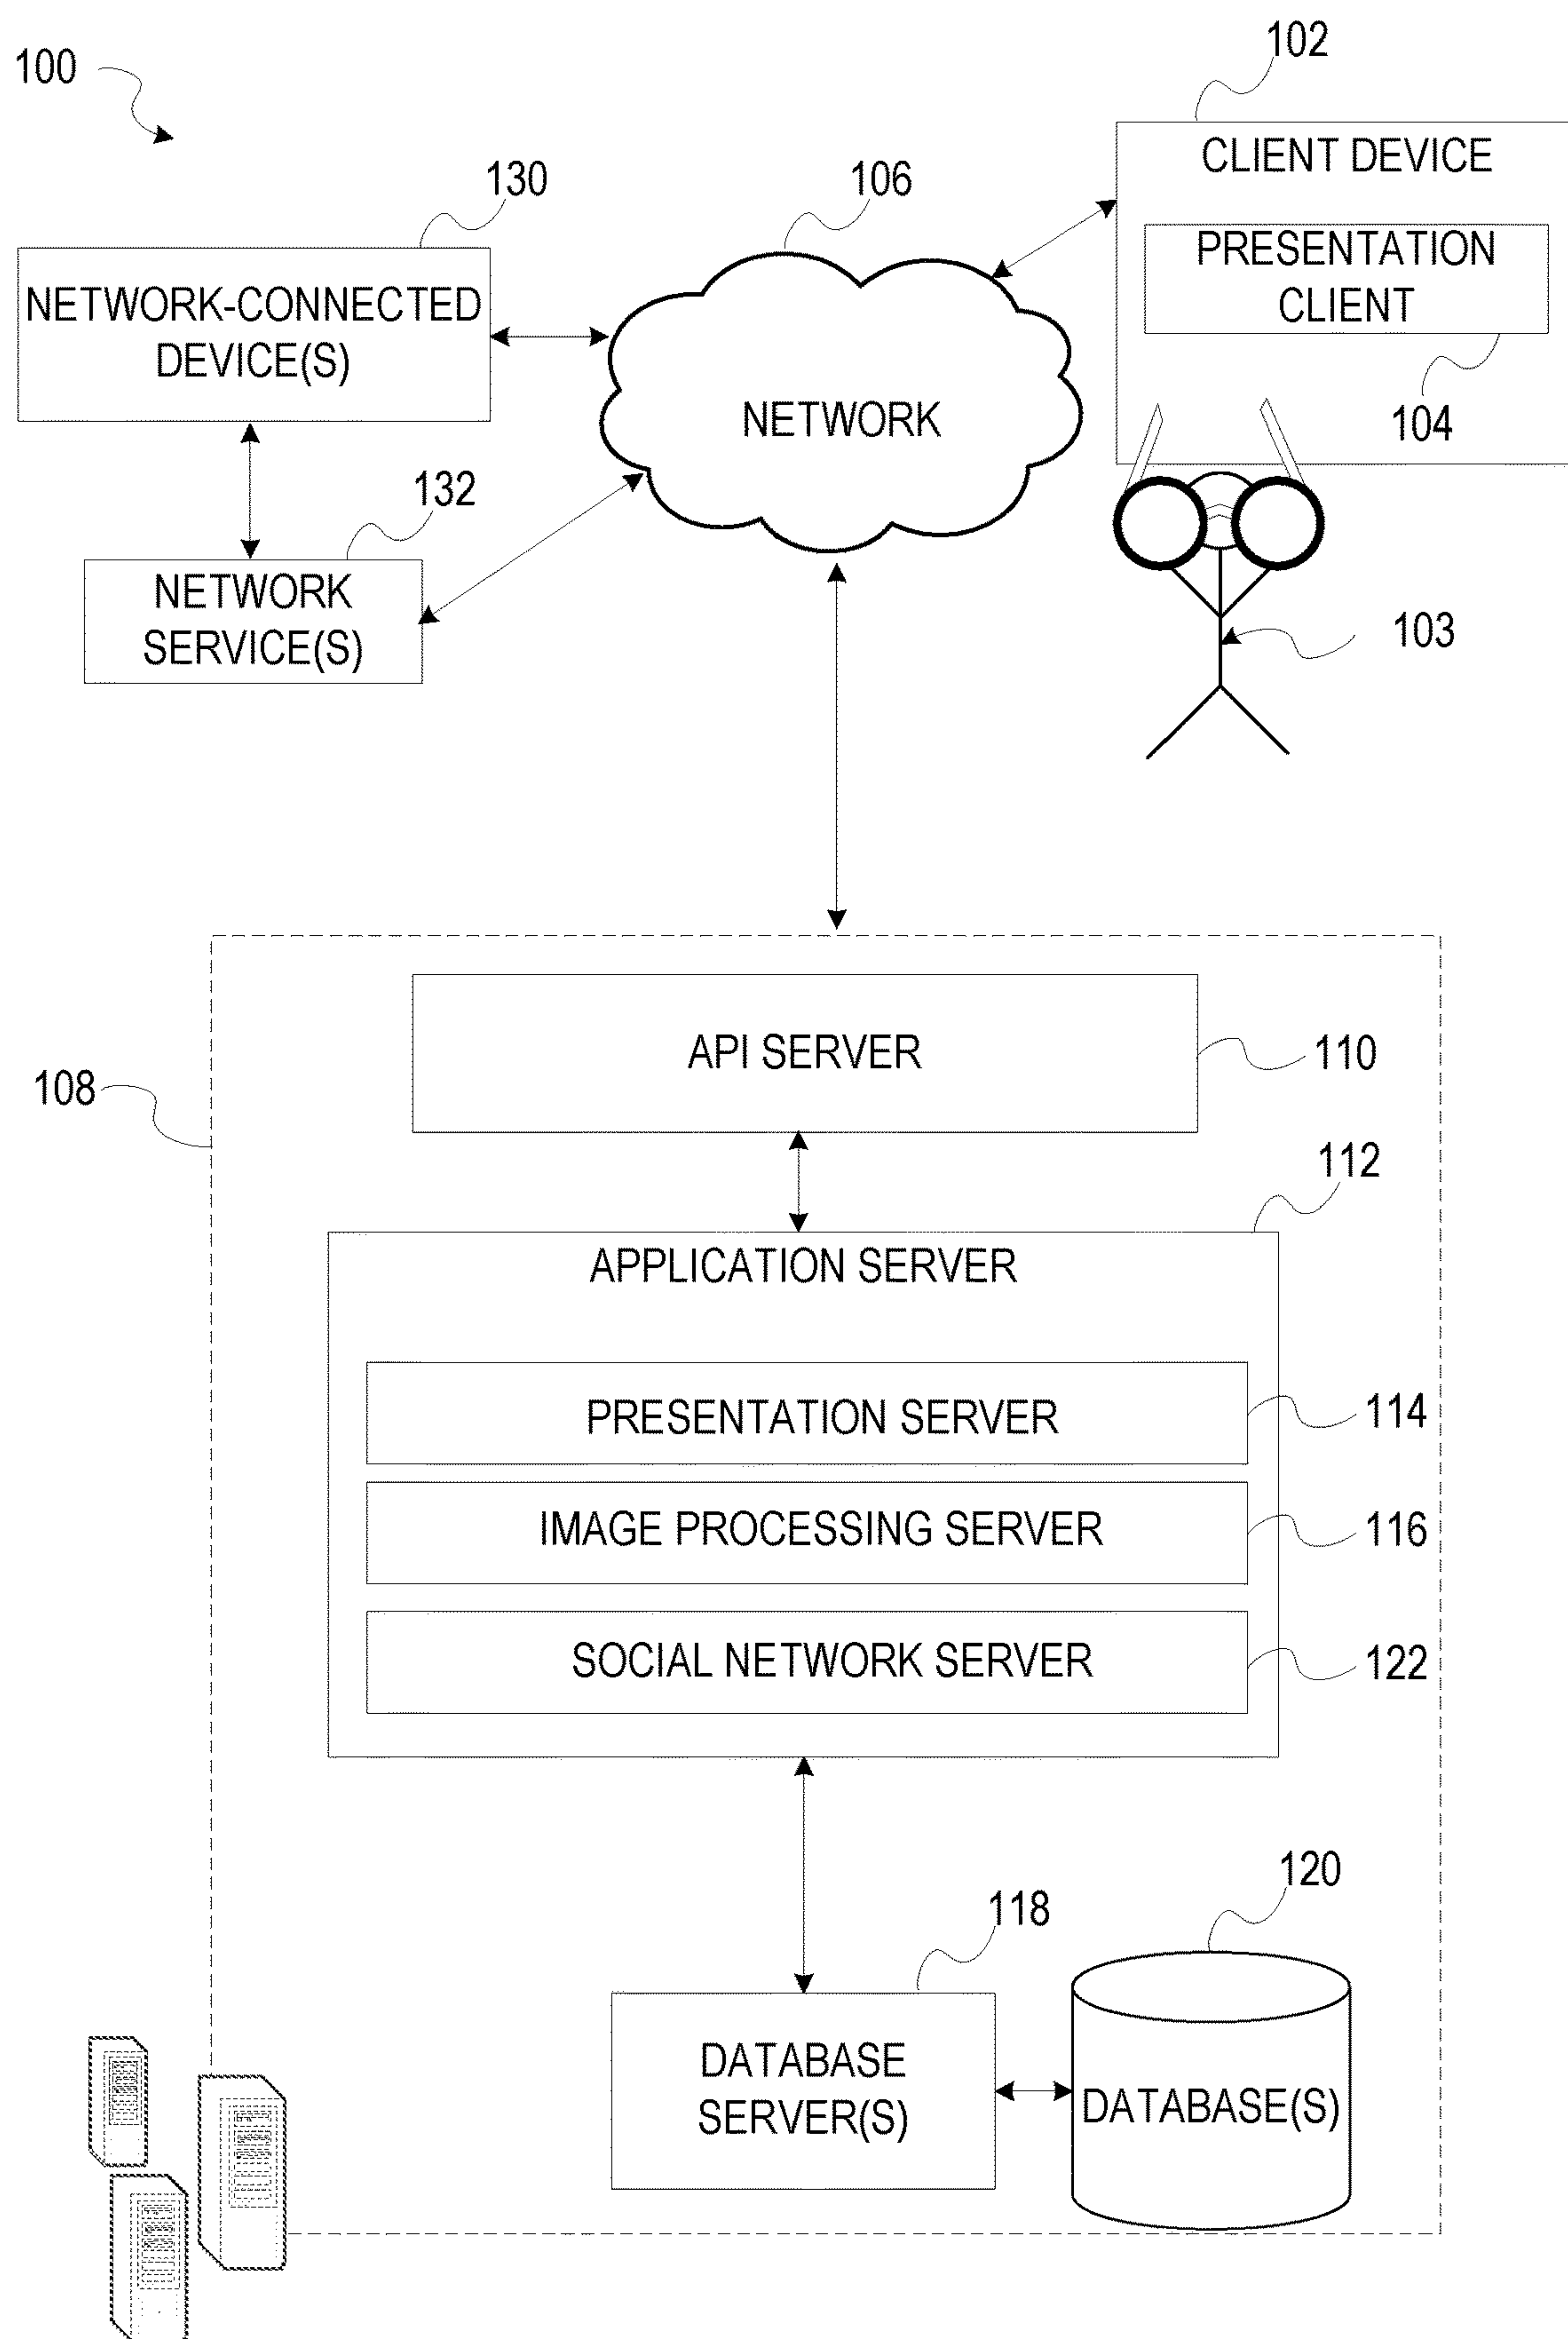 100
102
CLIENT DEVICE
PRESENTATION
CLIENT
104
130
106
NETWORK-CONNECTED
DEVICE(S)
NETWORK
132
NETWORK
SERVICE(S)
103
108
API SERVER
110
112
APPLICATION SERVER
PRESENTATION SERVER
114
IMAGE PROCESSING SERVER
116
SOCIAL NETWORK SERVER
122
118
120
DATABASE
SERVER(S)
DATABASE(S)